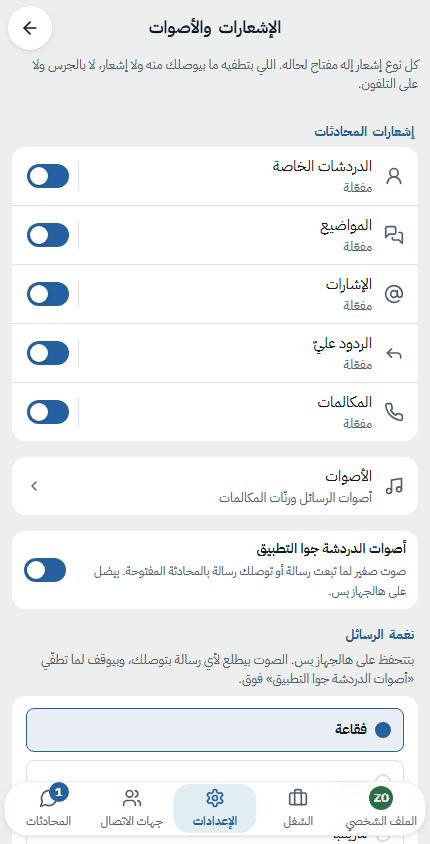 الإشعارات والأصوات
كل نوع إشعار إله مفتاح لحاله. اللي بتطفيه ما بيوصلك منه ولا إشعار، لا بالجرس ولا
على التلفون.
إشعارات المحادثات
الدردشات الخاصة
مفعّلة
المواضيع
مفعّلة
الإشارات
مفعّلة
الردود عليّ
مفعّلة
المكالمات
مفعّلة
الأصوات
أصوات الرسائل ورنّات المكالمات
أصوات الدردشة جوا التطبيق
صوت صغير لما تبعت رسالة أو توصلك رسالة بالمحادثة المفتوحة. بيضل
على هالجهاز بس.
نغمة الرسائل
بتتحفظ على هالجهاز بس. الصوت بيطلع لأي رسالة بتوصلك، وبيوقف لما تطفّي
«أصوات الدردشة جوا التطبيق» فوق.
فقاعة
ZO
1
الملف الشخصي
الشغل
الإعدادات
جهات الاتصال
المحادثات